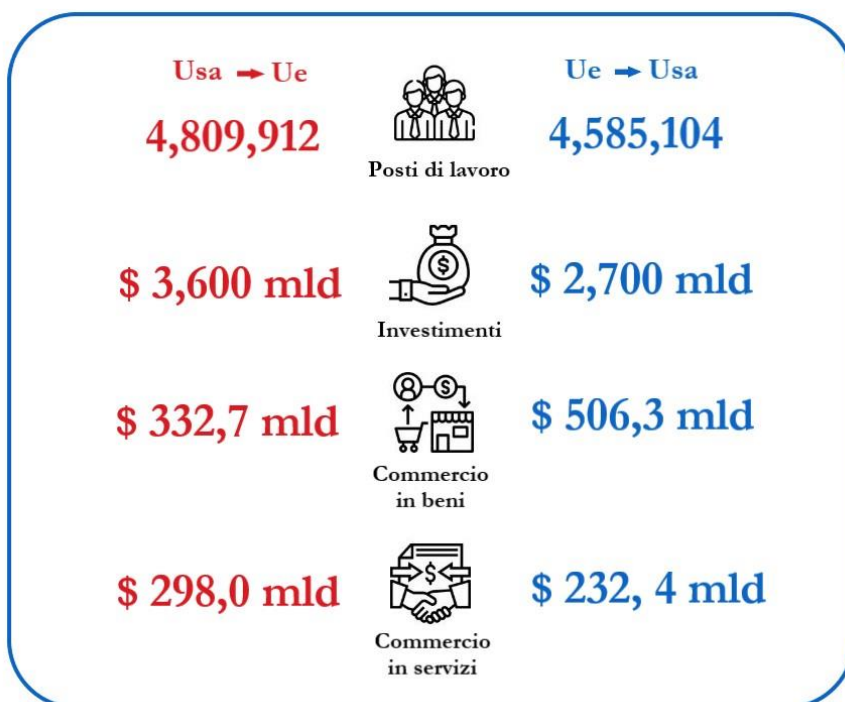 Usa → Ue
Ue → Usa
4,809,912
4,585,104
Posti di lavoro
$ 3,600 mld
$
$ 2,700 mld
Investimenti
$
$ 332,7 mld
$ 506,3 mld
Commercio
in beni
$
$ 298,0 mld
$ 232, 4 mld
Commercio
in servizi